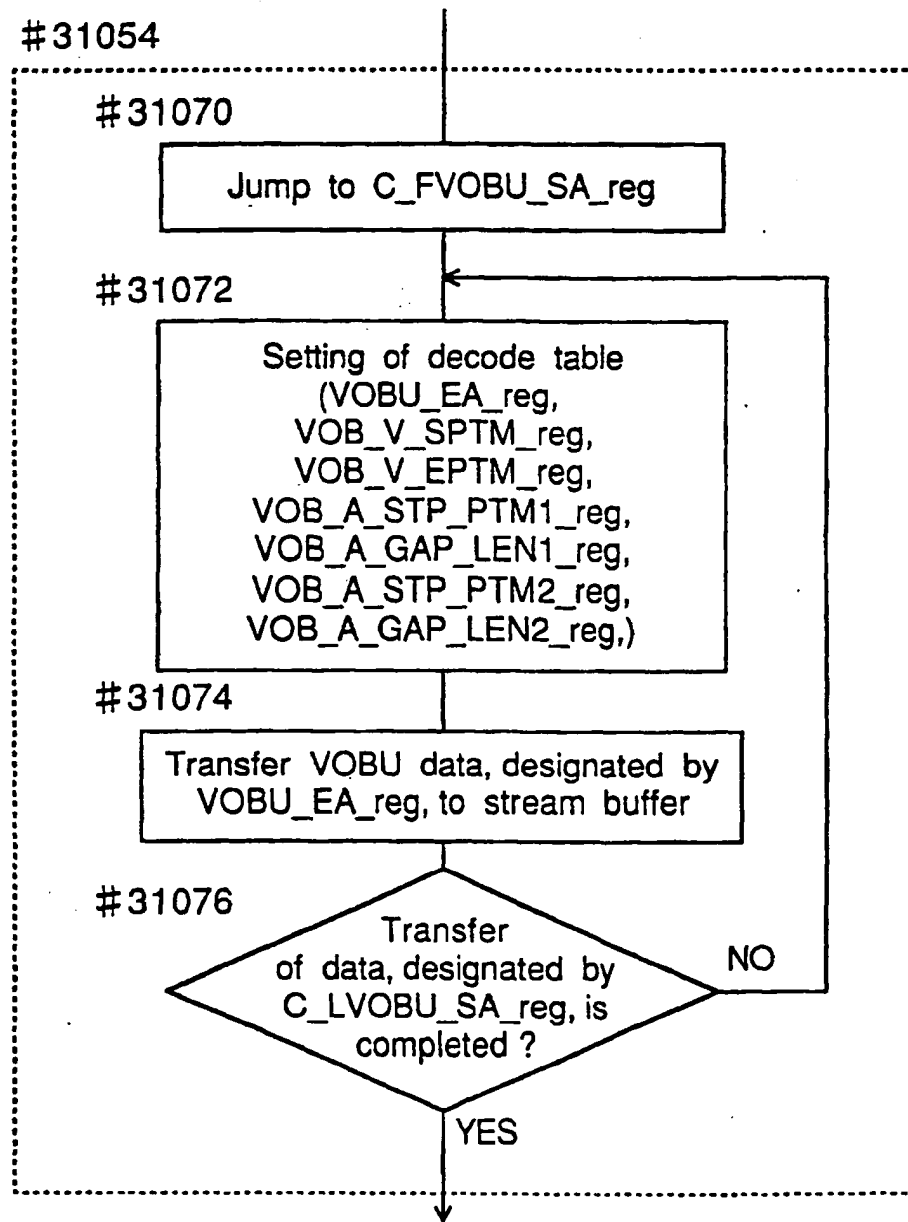 #31054
#31070
Jump to C_FVOBU_SA_reg
#31072
Setting of decode table
(VOBU_EA_reg,
VOB_V_SPTM_reg,
VOB_V_EPTM_reg,
VOB_A_STP_PTM1_reg,
VOB_A_GAP_LEN1_reg,
VOB_A_STP_PTM2_reg,
VOB_A_GAP_LEN2_reg,)
#31074
Transfer VOBU data, designated by
VOBU_EA_reg, to stream buffer
#31076
Transfer
of data, designated by
C_LVOBU_SA_reg, is
completed ?
NO
YES